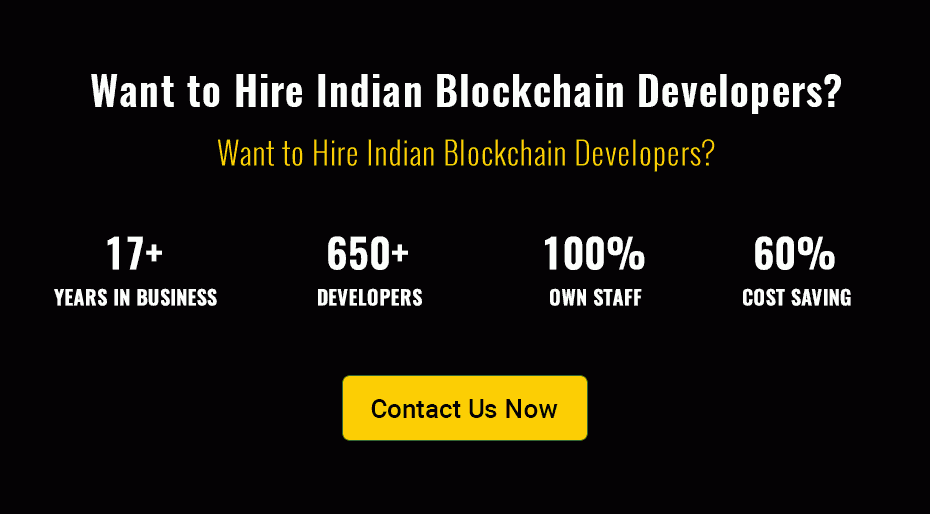 Want to Hire Indian Blockchain Developers?
Want to Hire Indian Blockchain Developers?
17+ 650+ 100% 60%
YEARS IN BUSINESS DEVELOPERS OWN STAFF COST SAVING
Contact Us Now